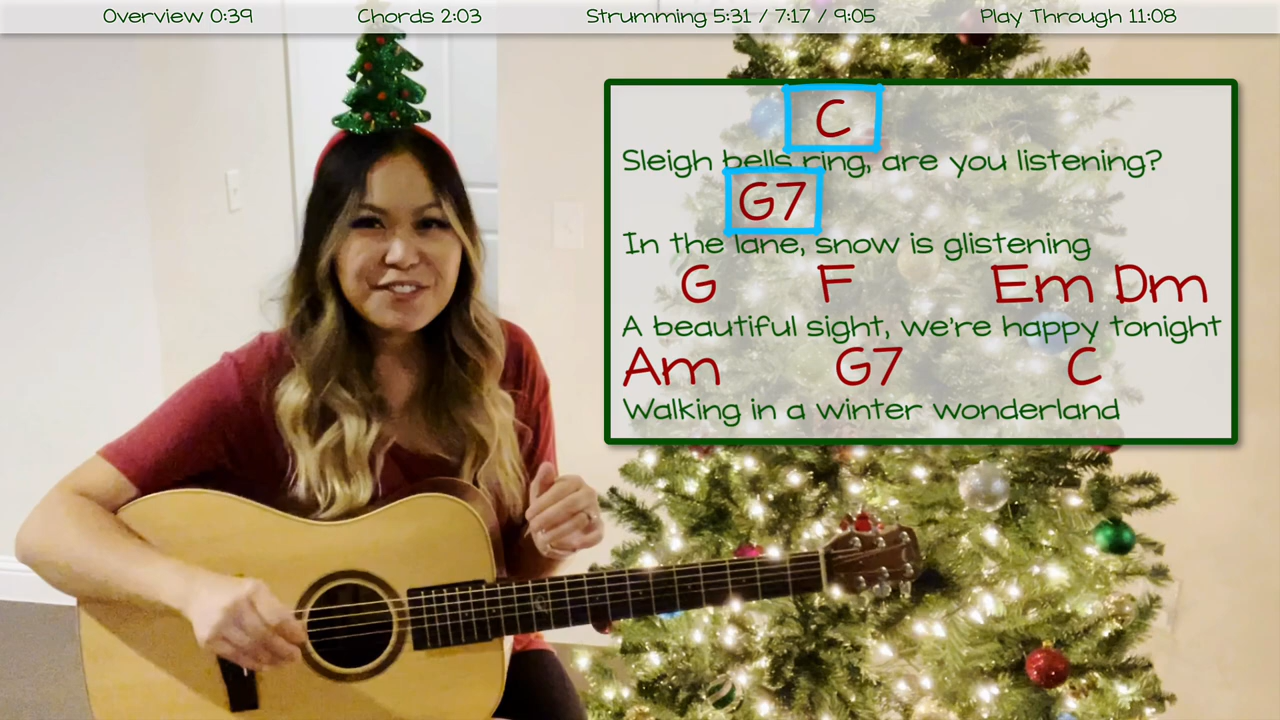 Overview 0:39 Chords 2:03 Strumming 5:31 / 7:17 / 9:05 Play Through 11:08
C
Sleigh bells ring, are you listening?
G7
In the lane, snow is glistening
G F Em Dm
A beautiful sight, we're happy tonight
Am G7 C
Walking in a winter wonderland